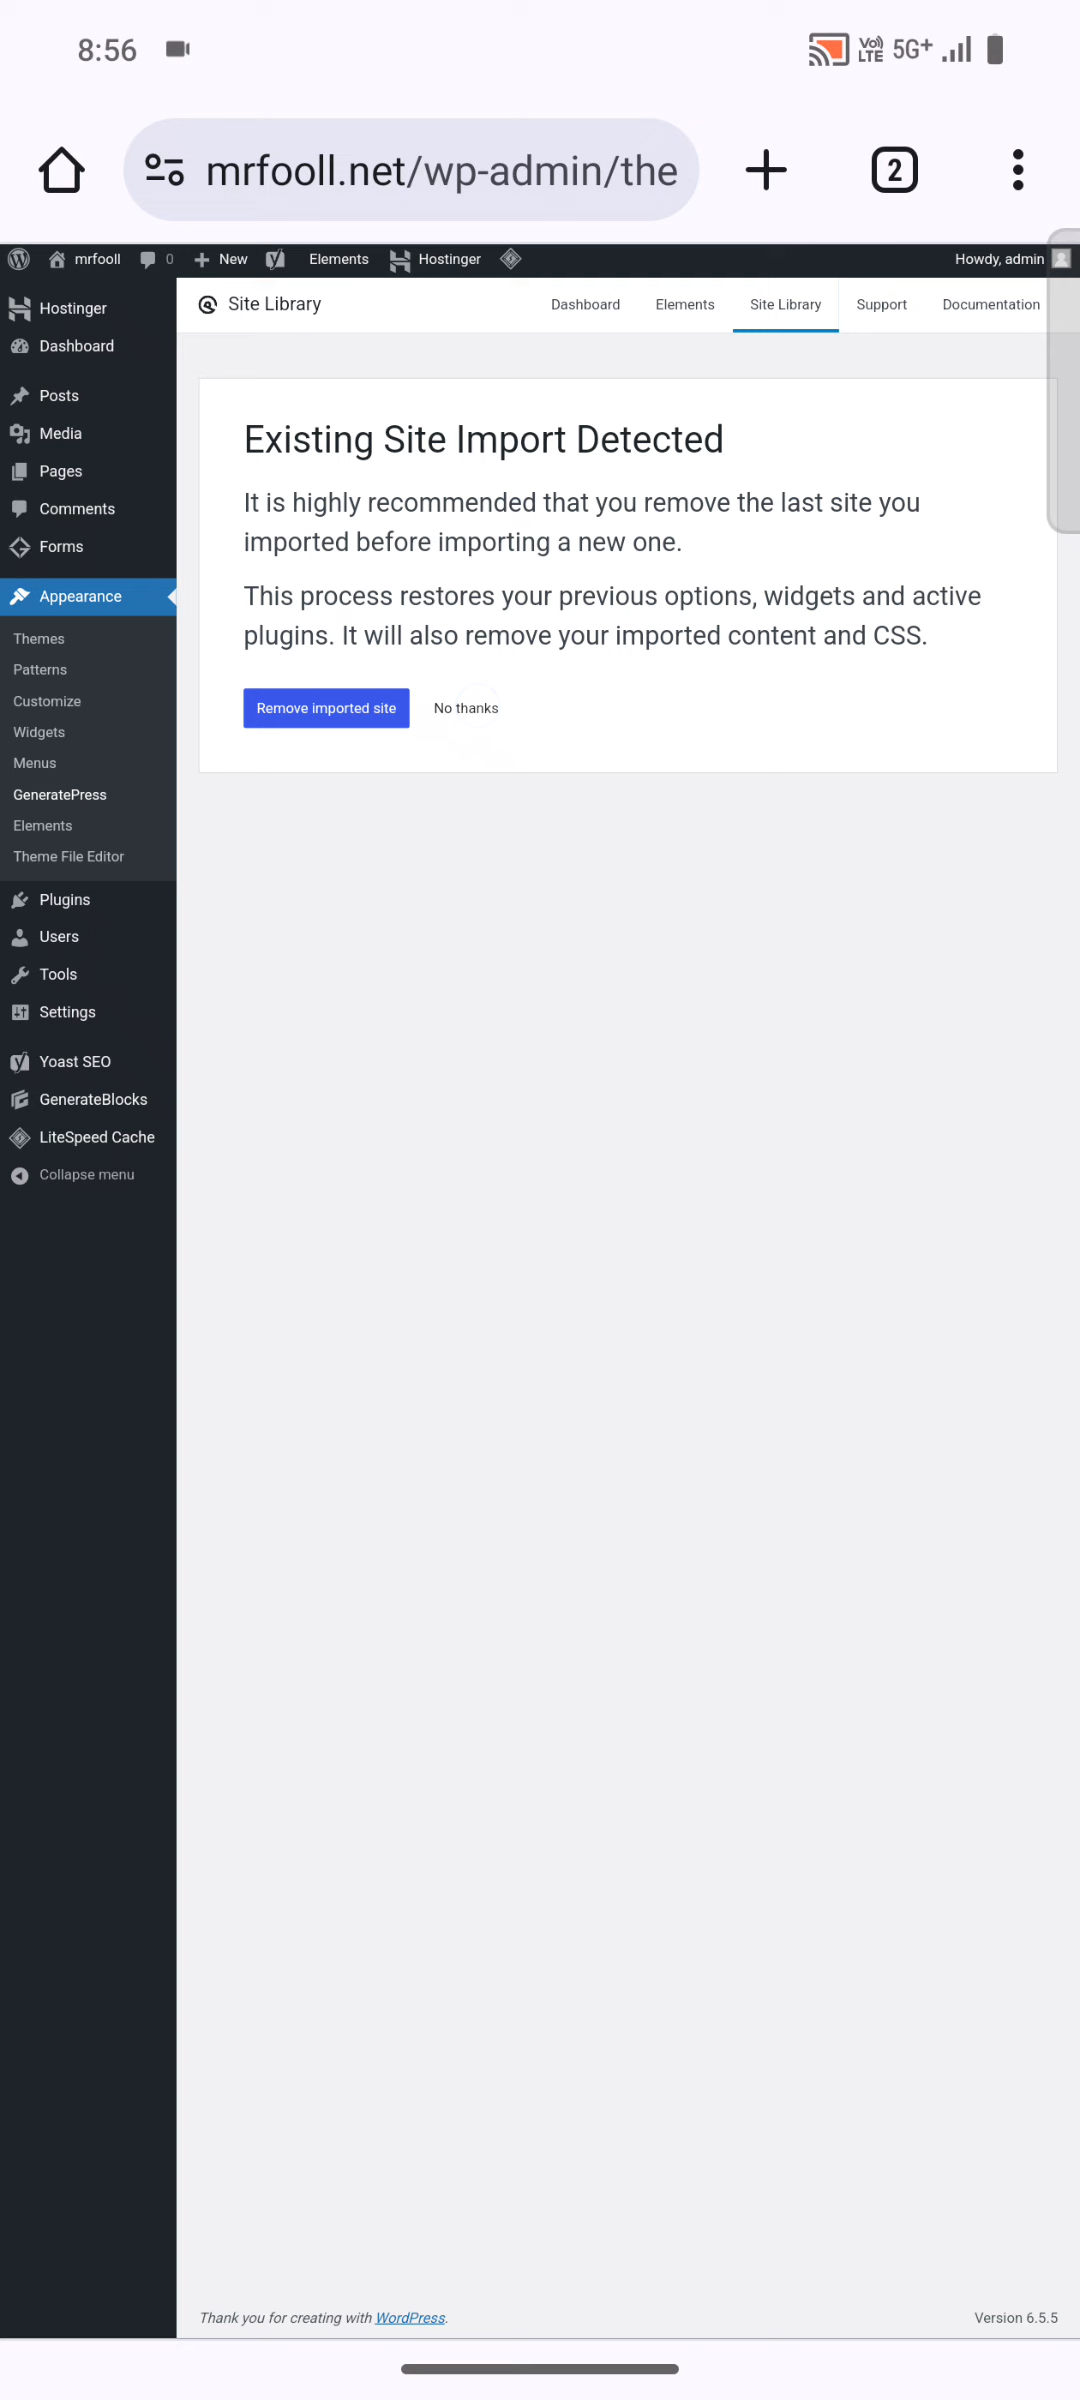 8:56
Vo))
LTE
5G+
mrfooll.net/wp-admin/the
2
mrfooll
0
New
Elements
Hostinger
Howdy, admin
Hostinger
Dashboard
Posts
Media
Pages
Comments
Forms
Appearance
Themes
Patterns
Customize
Widgets
Menus
GeneratePress
Elements
Theme File Editor
Plugins
Users
Tools
Settings
Yoast SEO
GenerateBlocks
LiteSpeed Cache
Collapse menu
Site Library
Dashboard
Elements
Site Library
Support
Documentation
Existing Site Import Detected
It is highly recommended that you remove the last site you
imported before importing a new one.
This process restores your previous options, widgets and active
plugins. It will also remove your imported content and CSS.
Remove imported site
No thanks
Thank you for creating with WordPress.
Version 6.5.5